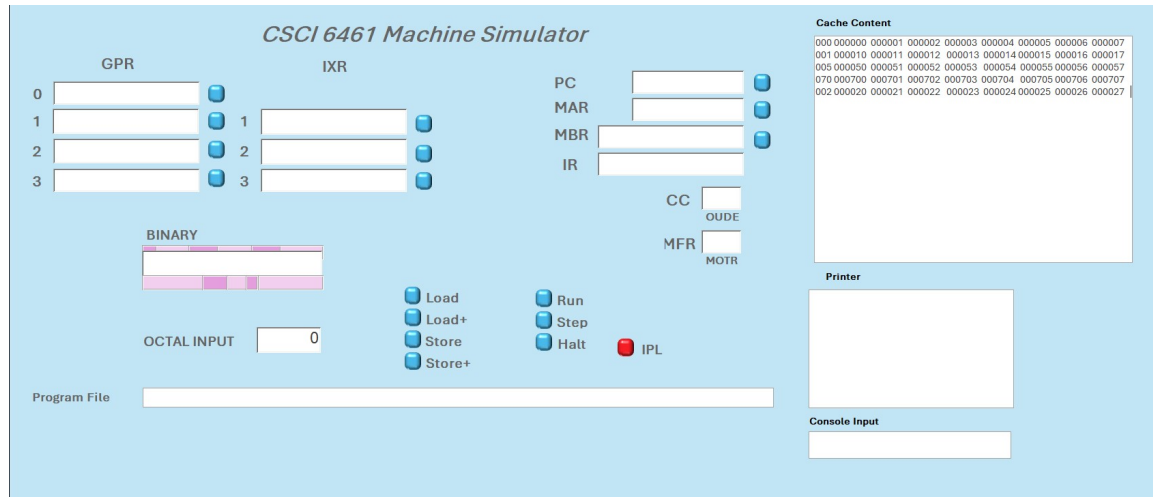 CSCI 6461 Machine Simulator
GPR
IXR
0
1
2
3
1
2
3
PC
MAR
MBR
IR
CC
OUDE
MFR
MOTR
BINARY
OCTAL INPUT
0
Load
Load+
Store
Store+
Run
Step
Halt
IPL
Program File
Cache Content
000 000000 000001 000002 000003 000004 000005 000006 000007
001 000010 000011 000012 000013 000014 000015 000016 000017
005 000050 000051 000052 000053 000054 000055 000056 000057
070 000700 000701 000702 000703 000704 000705 000706 000707
002 000020 000021 000022 000023 000024 000025 000026 000027
Printer
Console Input